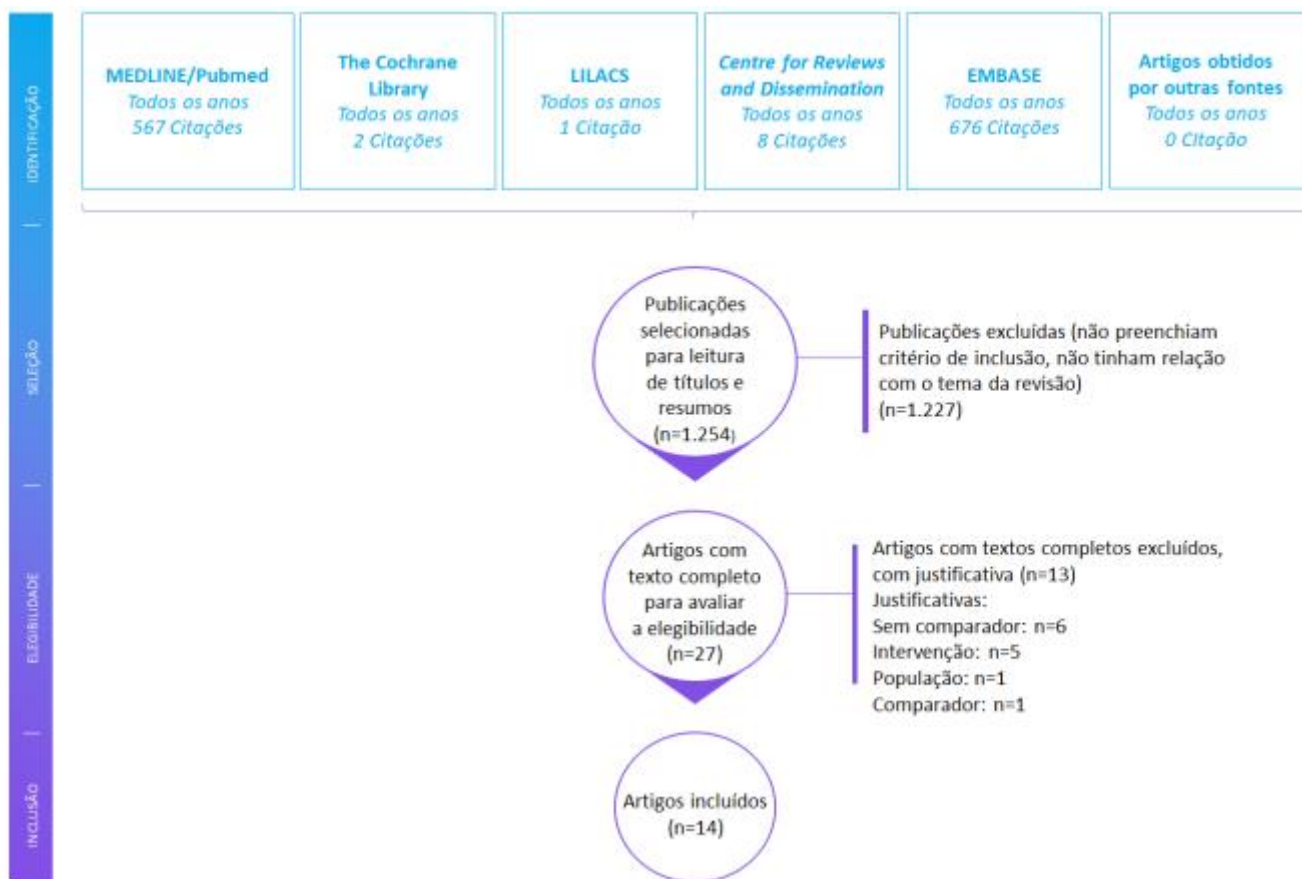 IDENTIFICAÇÃO
MEDLINE/Pubmed
Todos os anos
567 Citações
The Cochrane
Library
Todos os anos
2 Citações
LILACS
Todos os anos
1 Citação
Centre for Reviews
and Dissemination
Todos os anos
8 Citações
EMBASE
Todos os anos
676 Citações
Artigos obtidos
por outras fontes
Todos os anos
0 CItação
SELEÇÃO
Publicações
selecionadas
para leitura
de títulos e
resumos
(n=1.254)
Publicações excluídas (não preenchiam
critério de inclusão, não tinham relação
com o tema da revisão)
(n=1.227)
ELEGIBILIDADE
Artigos com
texto completo
para avaliar
a elegibilidade
(n=27)
Artigos com textos completos excluídos,
com justificativa (n=13)
Justificativas:
Sem comparador: n=6
Intervenção: n=5
População: n=1
Comparador: n=1
INCLUSÃO
Artigos incluídos
(n=14)